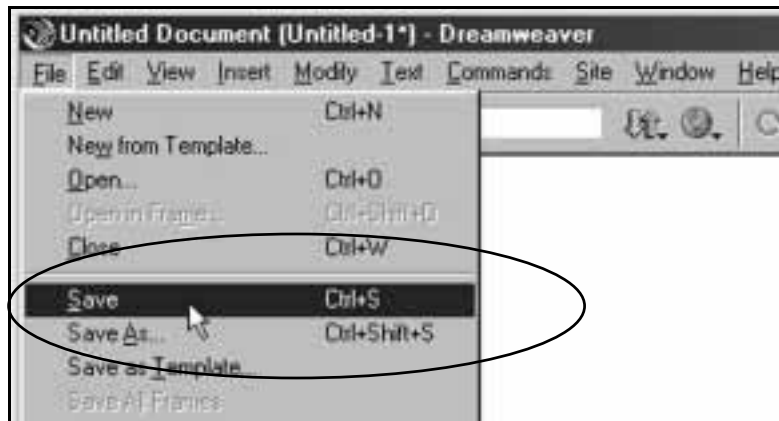 Untitled Document (Untitled-1*) - Dreamweaver
File Edit View Insert Modify Text Commands Site Window Help
New Ctrl+N
New from Template...
Open... Ctrl+O
Open in Frame... Ctrl+Shift+O
Close Ctrl+W
Save Ctrl+S
Save As... Ctrl+Shift+S
Save as Template...
Save All Frames